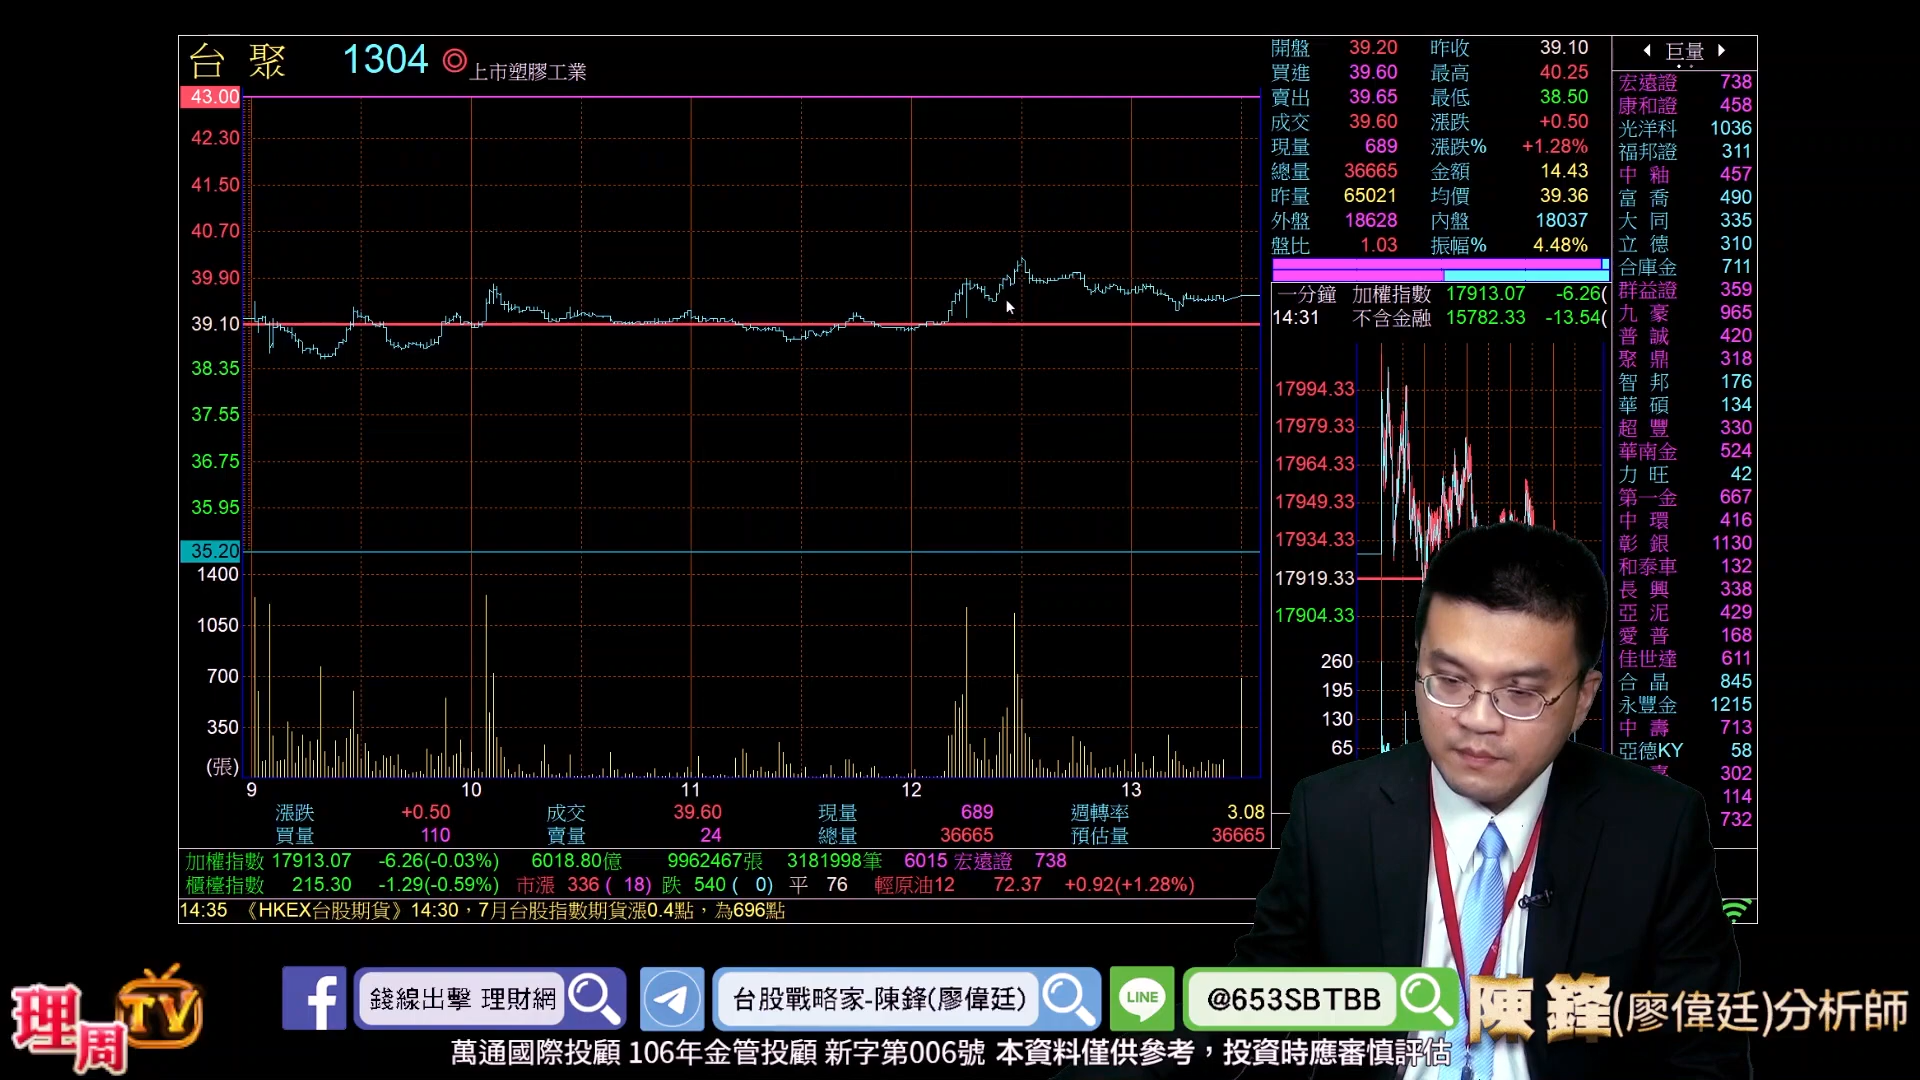 台聚 1304 ◎上市塑膠工業
43.00
42.30
41.50
40.70
39.90
39.10
38.35
37.55
36.75
35.95
35.20
1400
1050
700
350
(張)
9 10 11 12 13
開盤 39.20 昨收 39.10
買進 39.60 最高 40.25
賣出 39.65 最低 38.50
成交 39.60 漲跌 +0.50
現量 689 漲跌% +1.28%
總量 36665 金額 14.43
昨量 65021 均價 39.36
外盤 18628 內盤 18037
盤比 1.03 振幅% 4.48%
一分鐘 加權指數 17913.07 -6.26(
14:31 不含金融 15782.33 -13.54(
17994.33
17979.33
17964.33
17949.33
17934.33
17919.33
17904.33
260
195
130
65
巨量
宏遠證 738
康和證 458
光洋科 1036
福邦證 311
中釉 457
富喬 490
大同 335
立德 310
合庫金 711
群益證 359
九豪 965
普誠 420
聚鼎 318
智邦 176
華碩 134
超豐 330
華南金 524
力旺 42
第一金 667
中環 416
彰銀 1130
和泰車 132
長興 338
亞泥 429
愛普 168
佳世達 611
合晶 845
永豐金 1215
中壽 713
亞德KY 58
302
114
732
漲跌 +0.50 成交 39.60 現量 689 週轉率 3.08
買量 110 賣量 24 總量 36665 預估量 36665
加權指數 17913.07 -6.26(-0.03%) 6018.80億 9962467張 3181998筆 6015 宏遠證 738
櫃檯指數 215.30 -1.29(-0.59%) 市漲 336 ( 18) 跌 540 ( 0) 平 76 輕原油12 72.37 +0.92(+1.28%)
14:35 《HKEX台股期貨》14:30，7月台股指數期貨漲0.4點，為696點
理周TV
錢線出擊 理財網
台股戰略家-陳鋒(廖偉廷)
LINE
@653SBTBB
陳鋒(廖偉廷)分析師
萬通國際投顧 106年金管投顧 新字第006號 本資料僅供參考，投資時應審慎評估